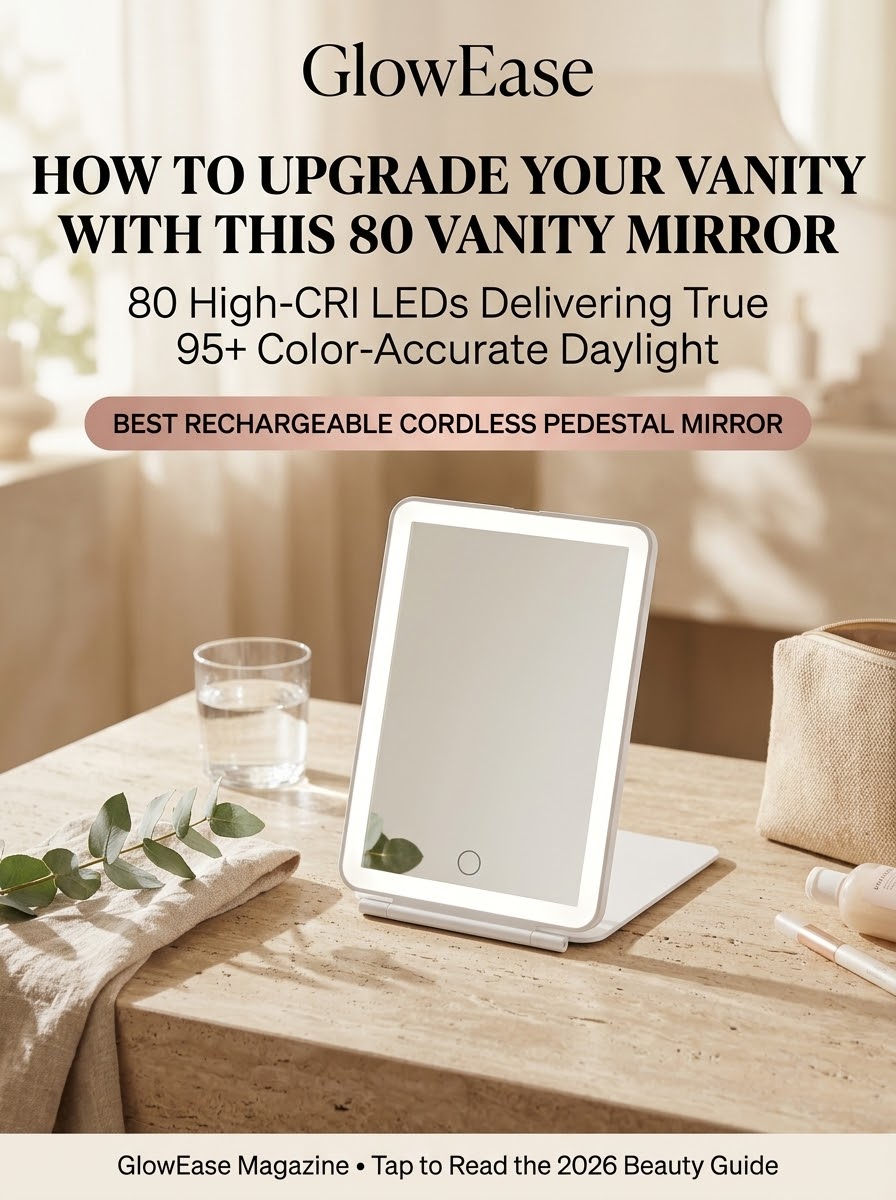 GlowEase
HOW TO UPGRADE YOUR VANITY
WITH THIS 80 VANITY MIRROR
80 High-CRI LEDs Delivering True
95+ Color-Accurate Daylight
BEST RECHARGEABLE CORDLESS PEDESTAL MIRROR
GlowEase Magazine • Tap to Read the 2026 Beauty Guide